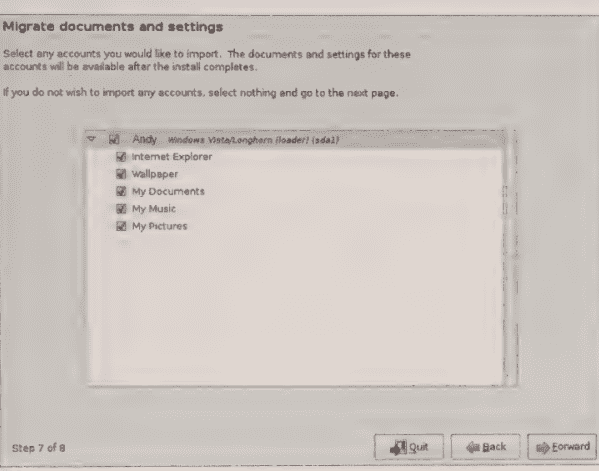 Migrate documents and settings
Select any accounts you would like to import. The documents and settings for these
accounts will be available after the install completes.
If you do not wish to import any accounts, select nothing and go to the next page.
Andy Windows Vista/Longhorn (loader) (sda1)
Internet Explorer
Wallpaper
My Documents
My Music
My Pictures
Step 7 of 8
Quit
Back
Forward